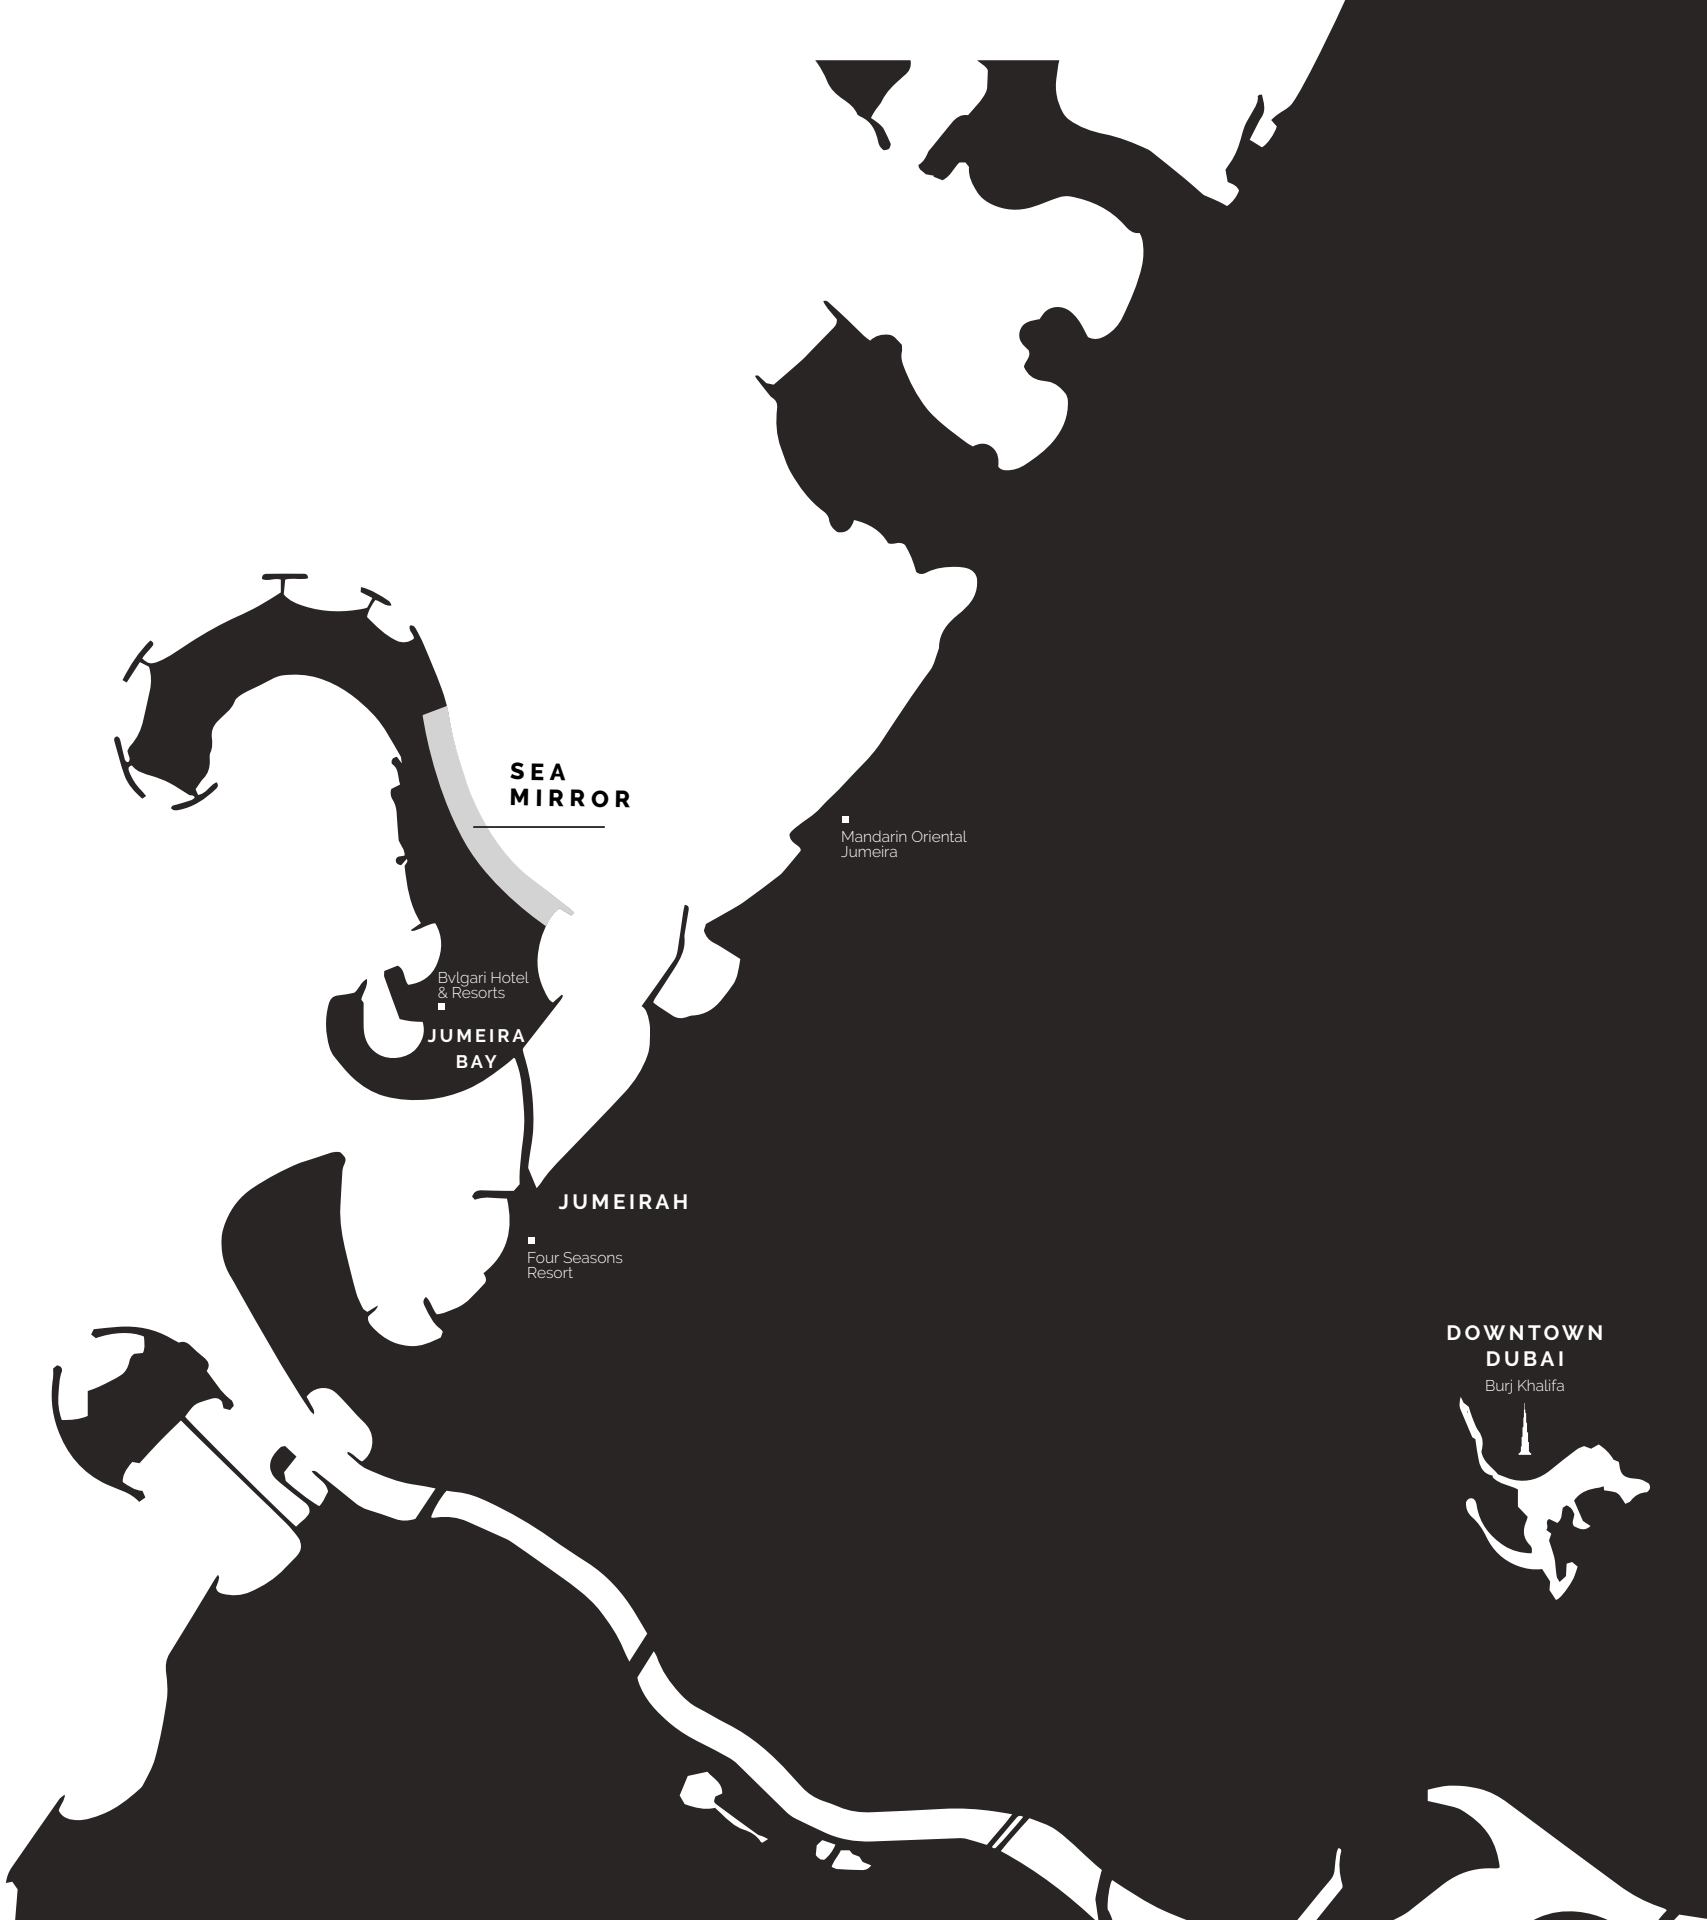 SEA
MIRROR
Mandarin Oriental
Jumeira
Bvlgari Hotel
& Resorts
JUMEIRA
BAY
JUMEIRAH
Four Seasons
Resort
DOWNTOWN
DUBAI
Burj Khalifa